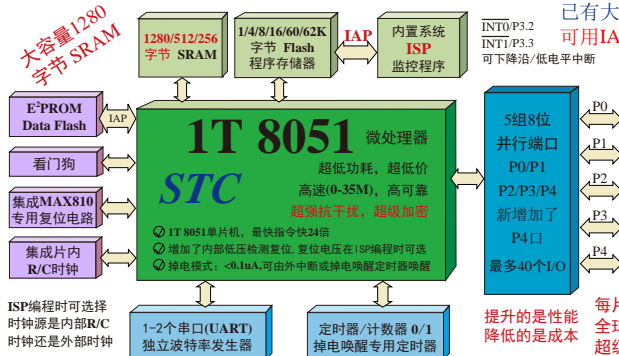 大容量1280
字节 SRAM
1280/512/256
字节 SRAM
1/4/8/16/60/62K
字节 Flash
程序存储器
IAP
内置系统
ISP
监控程序
INT0/P3.2
INT1/P3.3
可下降沿/低电平中断
已有大
可用IA
E²PROM
Data Flash
IAP
看门狗
集成MAX810
专用复位电路
集成片内
R/C时钟
ISP编程时可选择
时钟源是内部R/C
时钟还是外部时钟
1T 8051 微处理器
STC
超低功耗，超低价
高速(0-35M)，高可靠
超强抗干扰，超级加密
1T 8051单片机，最快指令快24倍
增加了内部低压检测复位,复位电压在ISP编程时可选
掉电模式：<0.1uA,可由外中断或掉电唤醒定时器唤醒
1-2个串口(UART)
独立波特率发生器
定时器/计数器 0/1
掉电唤醒专用定时器
5组8位
并行端口
P0/P1
P2/P3/P4
新增加了
P4口
最多40个I/O
P0
P1
P2
P3
P4
提升的是性能
降低的是成本
每片
全球
超级